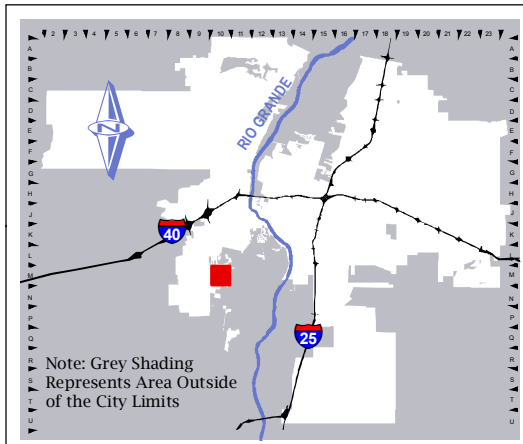 2 3 4 5 6 7 8 9 10 11 12 13 14 15 16 17 18 19 20 21 22 23
A
B
C
D
E
F
G
H
J
K
L
M
N
P
Q
R
S
T
U
A
B
C
D
E
F
G
H
J
K
L
M
N
P
Q
R
S
T
U
N
RIO GRANDE
40
25
Note: Grey Shading
Represents Area Outside
of the City Limits